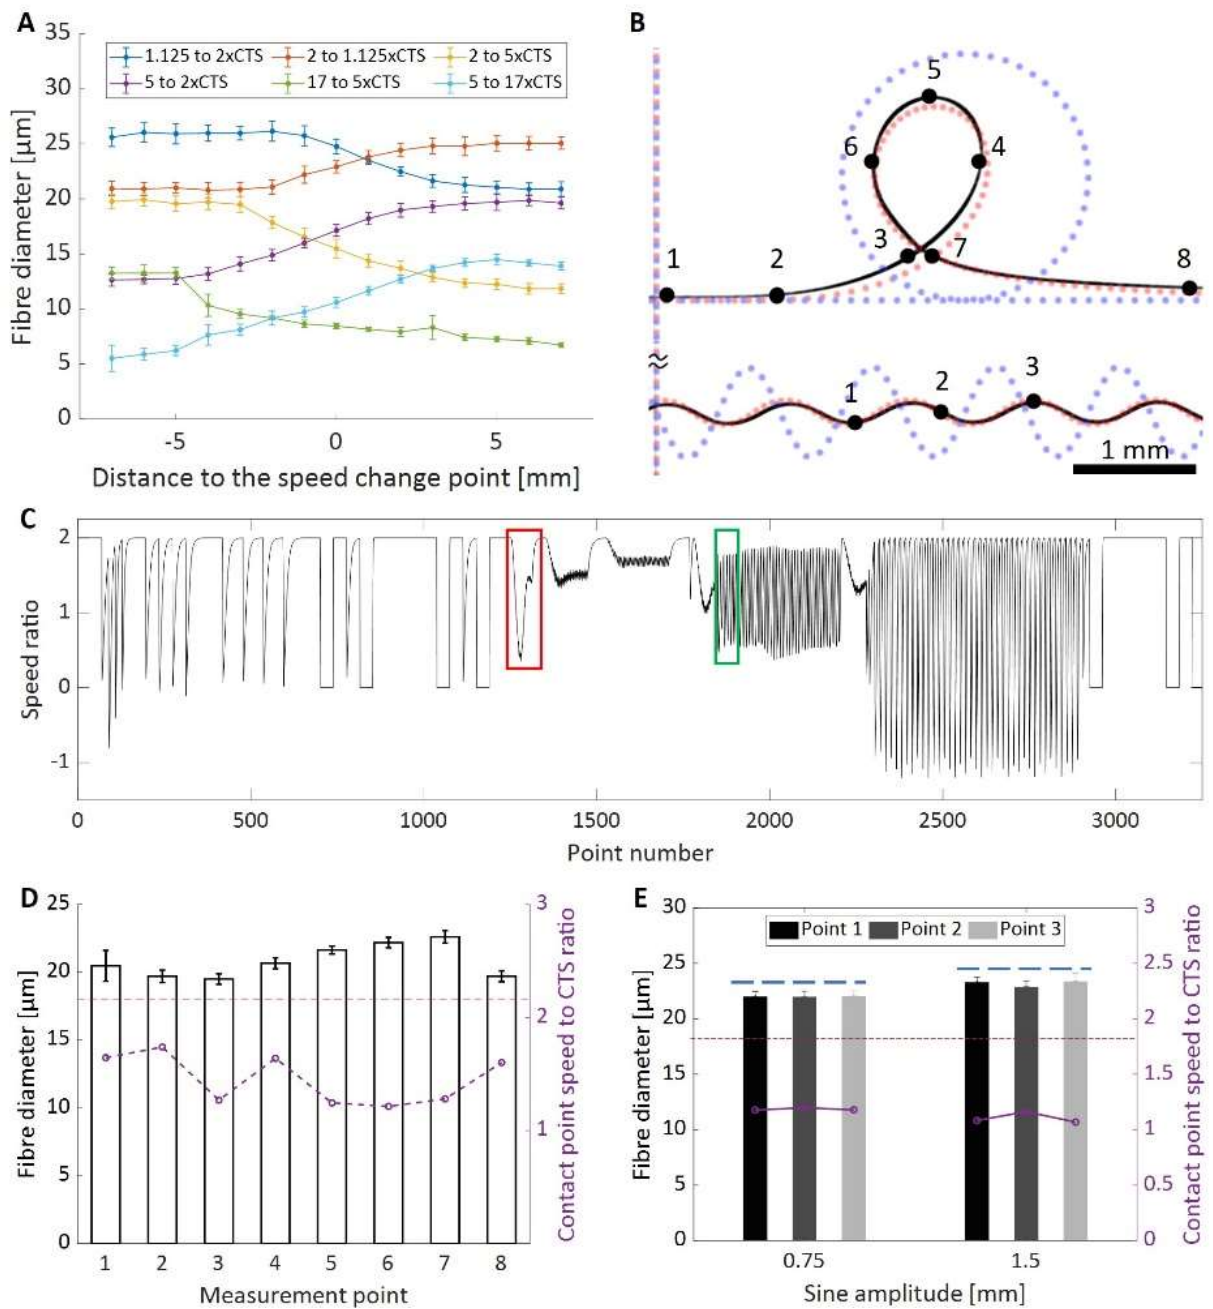 A
35
30
25
20
15
10
5
0
Fibre diameter [µm]
1.125 to 2xCTS 2 to 1.125xCTS 2 to 5xCTS
5 to 2xCTS 17 to 5xCTS 5 to 17xCTS
-5 0 5
Distance to the speed change point [mm]
B
5
6 4
3 7
1 2 8
≈
1 2 3
1 mm
C
2
1
0
-1
Speed ratio
0 500 1000 1500 2000 2500 3000
Point number
D
25
20
15
10
5
0
Fibre diameter [µm]
3
2
1
Contact point speed to CTS ratio
1 2 3 4 5 6 7 8
Measurement point
E
30
25
20
15
10
5
0
Fibre diameter [µm]
Point 1 Point 2 Point 3
3
2.5
2
1.5
1
0.5
0
Contact point speed to CTS ratio
0.75 1.5
Sine amplitude [mm]